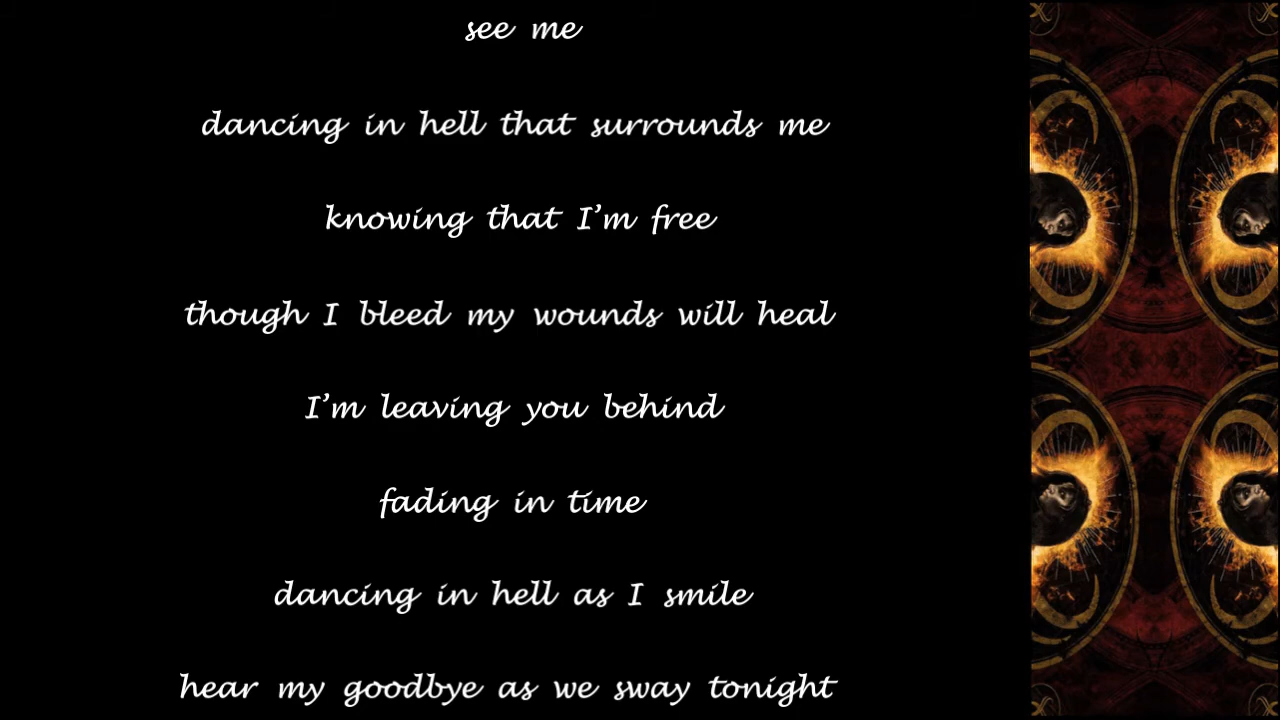 see me
dancing in hell that surrounds me
knowing that I’m free
though I bleed my wounds will heal
I’m leaving you behind
fading in time
dancing in hell as I smile
hear my goodbye as we sway tonight